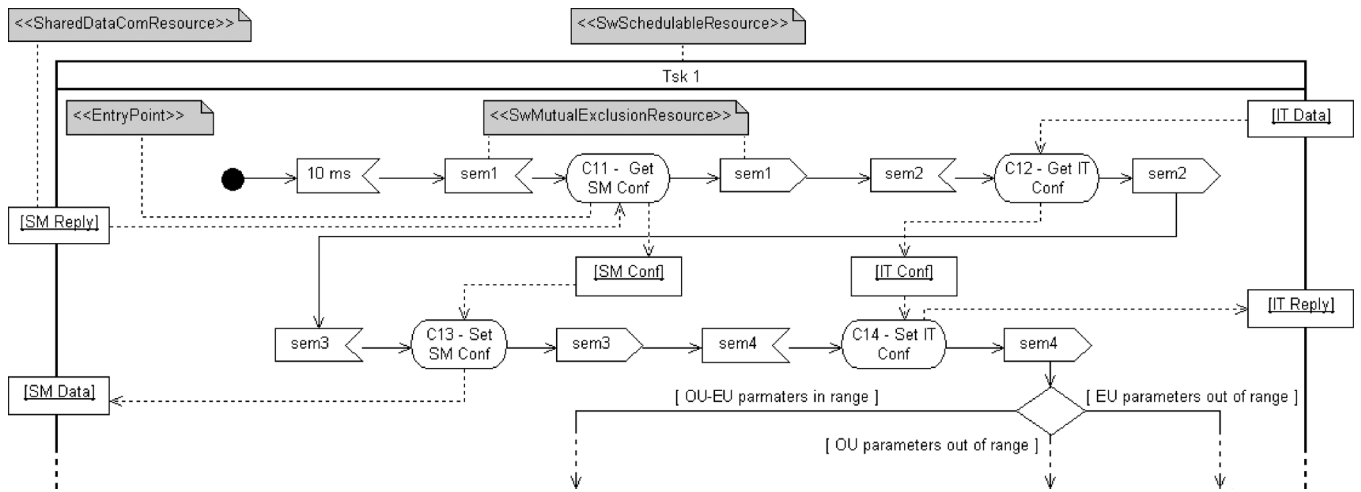 <<SharedDataComResource>>
<<SwSchedulableResource>>
Tsk 1
<<EntryPoint>>
<<SwMutualExclusionResource>>
[IT Data]
10 ms
sem1
C11 - Get
SM Conf
sem1
sem2
C12 - Get IT
Conf
sem2
[SM Reply]
[SM Conf]
[IT Conf]
[IT Reply]
sem3
C13 - Set
SM Conf
sem3
sem4
C14 - Set IT
Conf
sem4
[SM Data]
[ OU-EU parmaters in range ]
[ EU parameters out of range ]
[ OU parameters out of range ]